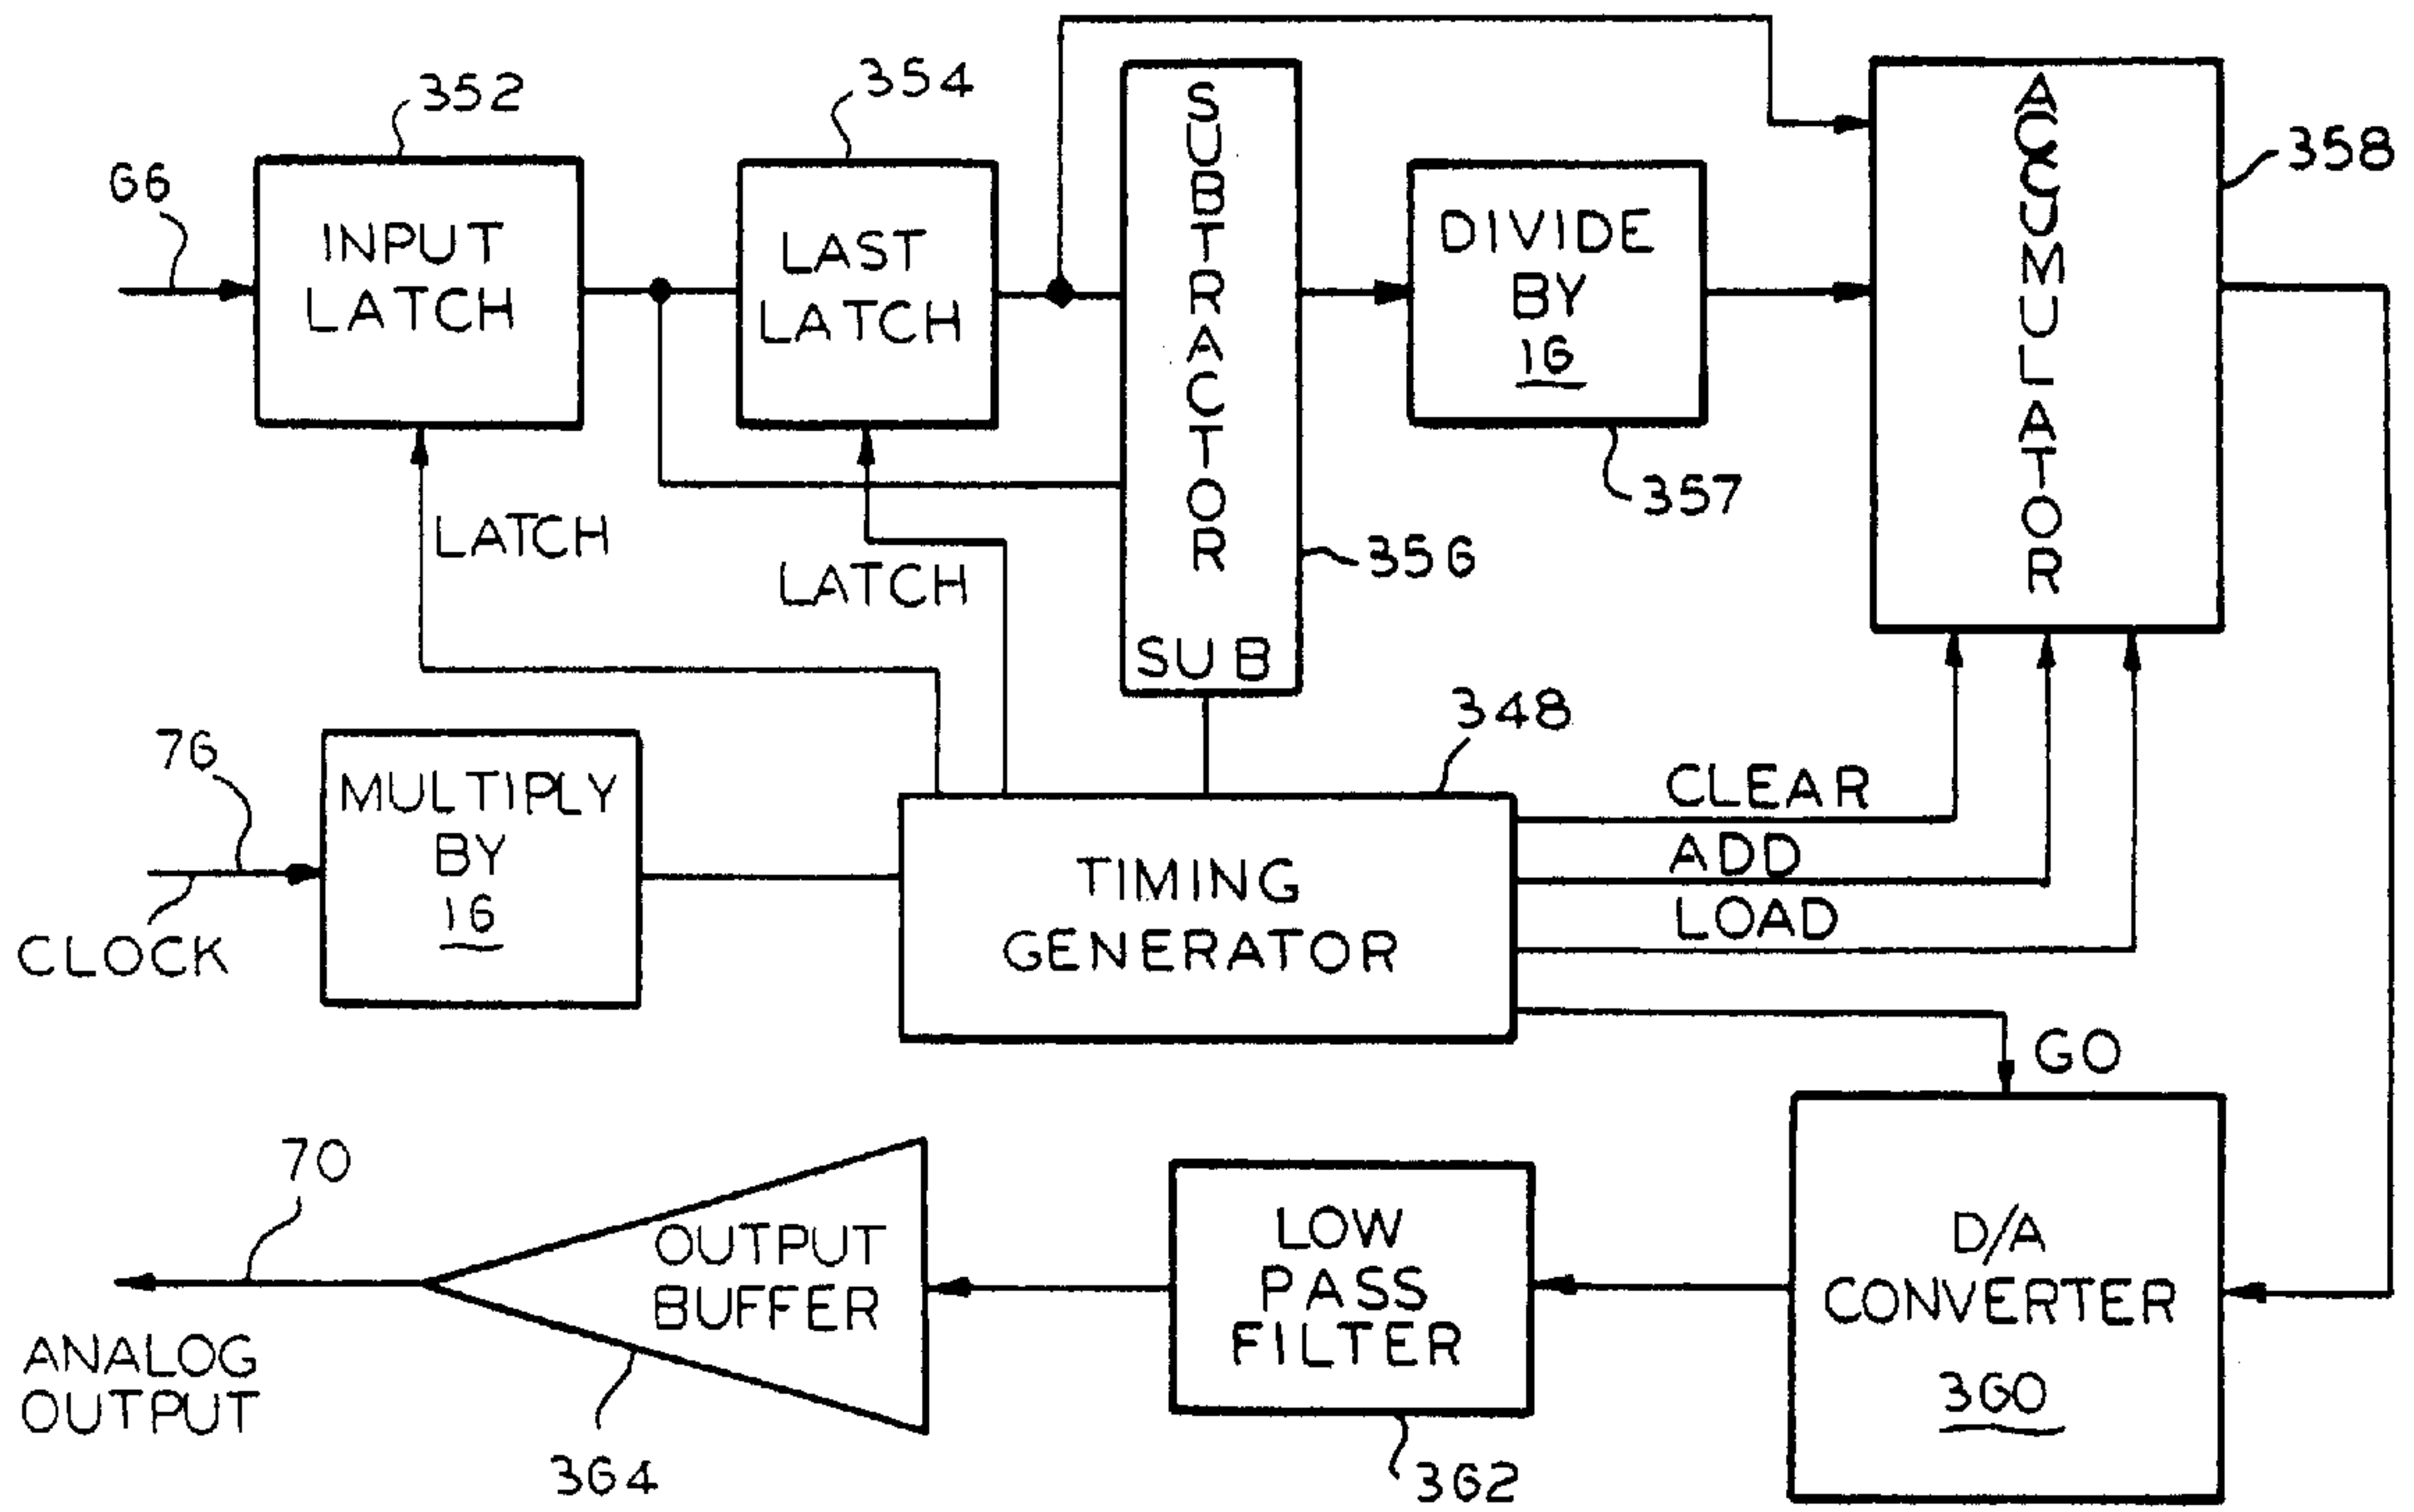 352
354
66
INPUT
LATCH
LAST
LATCH
SUBTRACTOR
SUB
DIVIDE
BY
16
ACCUMULATOR
358
357
356
LATCH
LATCH
348
76
MULTIPLY
BY
16
CLOCK
TIMING
GENERATOR
CLEAR
ADD
LOAD
GO
70
OUTPUT
BUFFER
LOW
PASS
FILTER
D/A
CONVERTER
360
ANALOG
OUTPUT
364
362